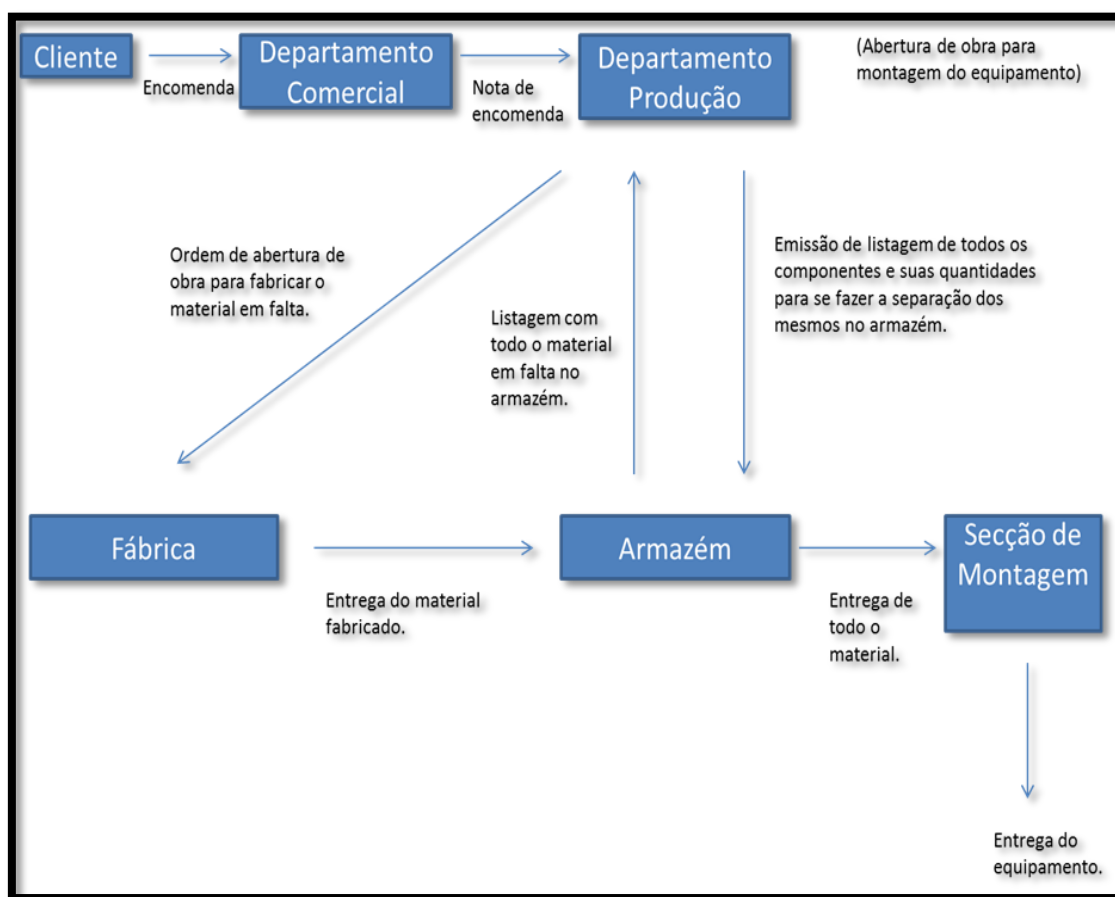 Cliente
Encomenda
Departamento
Comercial
Nota de
encomenda
Departamento
Produção
(Abertura de obra para
montagem do equipamento)
Ordem de abertura de
obra para fabricar o
material em falta.
Listagem com
todo o material
em falta no
armazém.
Emissão de listagem de todos os
componentes e suas quantidades
para se fazer a separação dos
mesmos no armazém.
Fábrica
Entrega do material
fabricado.
Armazém
Entrega de
todo o
material.
Secção de
Montagem
Entrega do
equipamento.